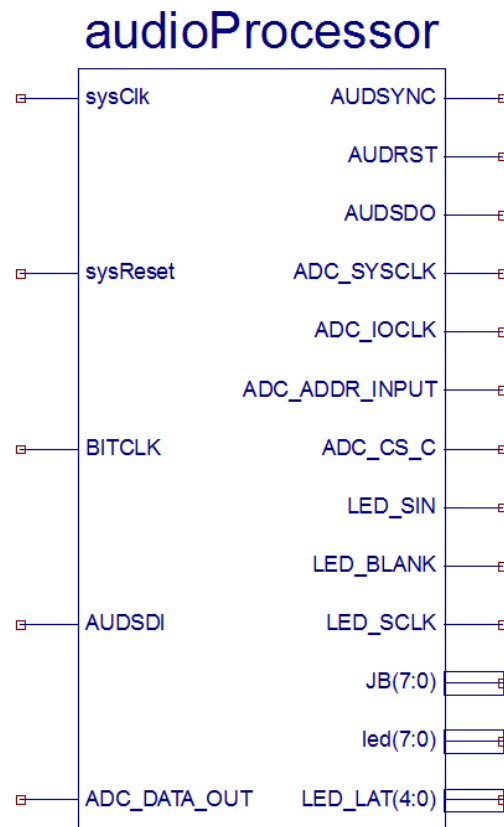 audioProcessor
sysClk AUDSYNC
AUDRST
AUDSDO
sysReset ADC_SYSCLK
ADC_IOCLK
ADC_ADDR_INPUT
BITCLK ADC_CS_C
LED_SIN
LED_BLANK
AUDSDI LED_SCLK
JB(7:0)
led(7:0)
ADC_DATA_OUT LED_LAT(4:0)